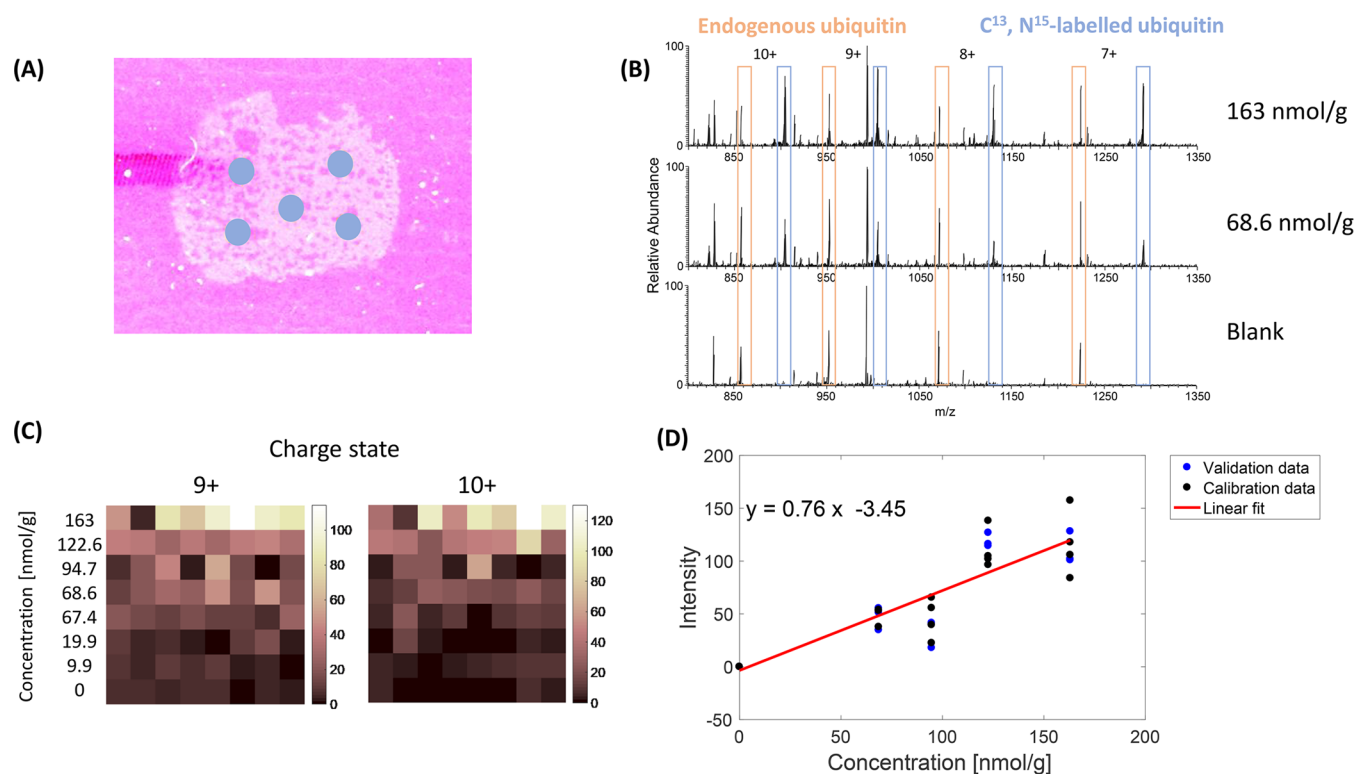 (A)
Endogenous ubiquitin
C¹³, N¹⁵-labelled ubiquitin
(B)
10+ 9+ 8+ 7+
100
0
850 950 1050 1150 1250 1350
163 nmol/g
100
0
850 950 1050 1150 1250 1350
68.6 nmol/g
100
0
850 950 1050 1150 1250 1350
Blank
Relative Abundance
m/z
(C)
Charge state
9+ 10+
Concentration [nmol/g]
163
122.6
94.7
68.6
67.4
19.9
9.9
0
100
80
60
40
20
0
120
100
80
60
40
20
0
(D)
200
150
100
50
0
-50
Intensity
y = 0.76 x -3.45
0 50 100 150 200
Concentration [nmol/g]
Validation data
Calibration data
Linear fit